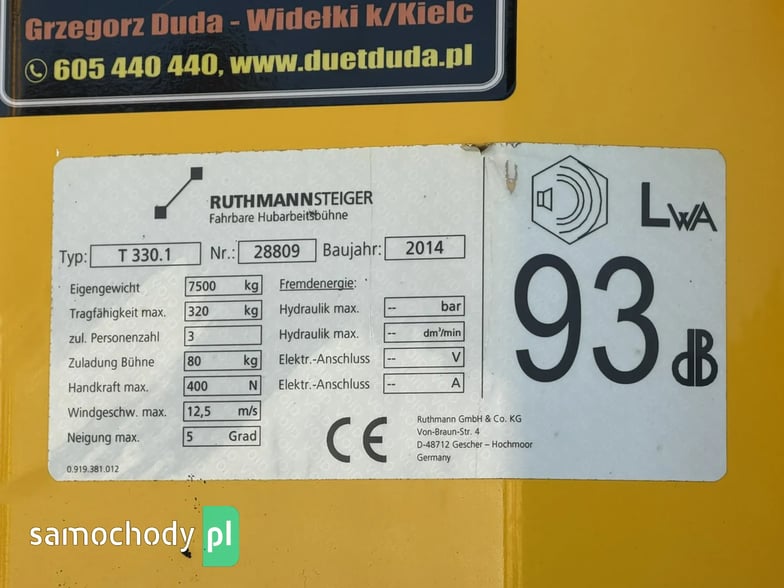 Grzegorz Duda - Widełki k/Kielc
605 440 440, www.duetduda.pl
RUTHMANNSTEIGER
Fahrbare Hubarbeitsbühne
Typ: T 330.1 Nr.: 28809 Baujahr: 2014
Eigengewicht 7500 kg
Tragfähigkeit max. 320 kg
zul. Personenzahl 3
Zuladung Bühne 80 kg
Handkraft max. 400 N
Windgeschw. max. 12,5 m/s
Neigung max. 5 Grad
0.919.381.012
Fremdenergie:
Hydraulik max. -- bar
Hydraulik max. -- dm³/min
Elektr.-Anschluss -- V
Elektr.-Anschluss -- A
CE
Ruthmann GmbH & Co. KG
Von-Braun-Str. 4
D-48712 Gescher – Hochmoor
Germany
LWA
93 dB
samochody pl